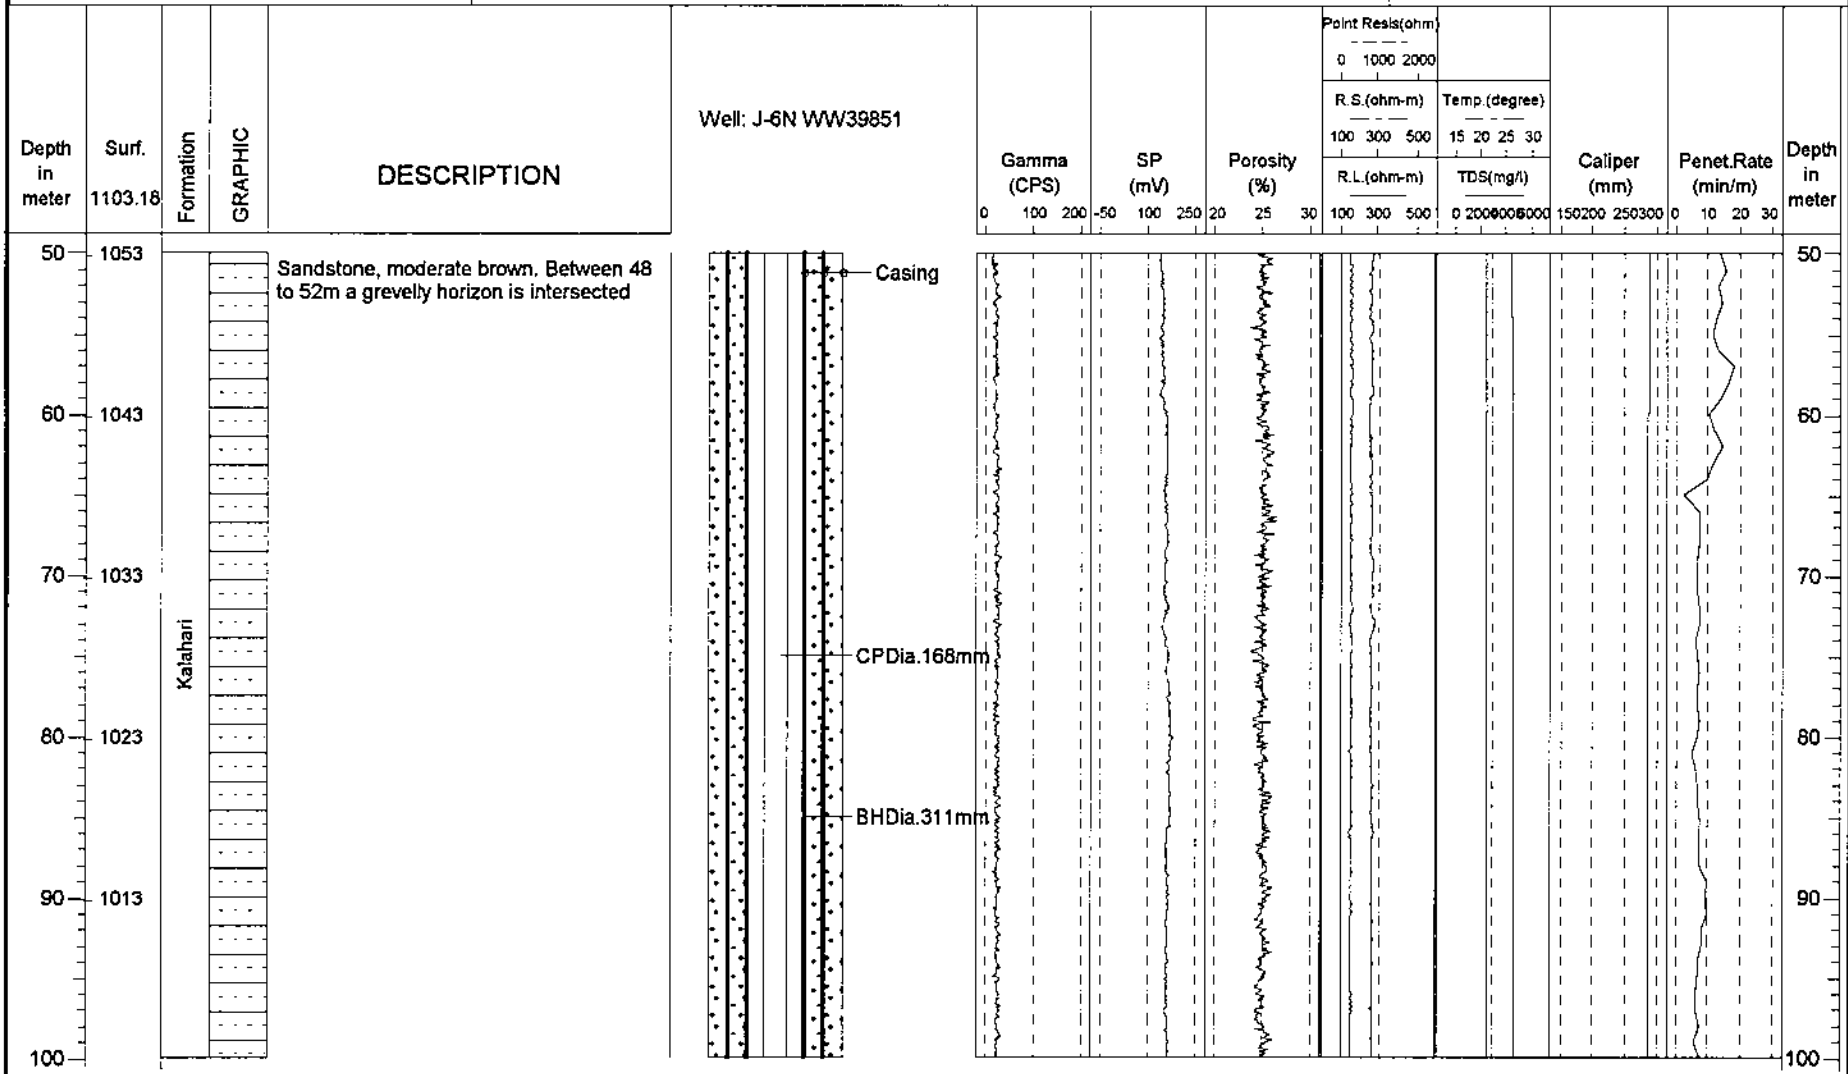 Point Resis(ohm)
0 1000 2000
R.S.(ohm-m) Temp.(degree)
100 300 500 15 20 25 30
R.L.(ohm-m) TDS(mg/l)
100 300 500 0 2000 4000 6000
Depth in meter
Surf. 1103.18
Formation
GRAPHIC
DESCRIPTION
Well: J-6N WW39851
Gamma (CPS)
0 100 200
SP (mV)
-50 100 250
Porosity (%)
20 25 30
Caliper (mm)
150 200 250 300
Penet.Rate (min/m)
0 10 20 30
Depth in meter
50 1053
Sandstone, moderate brown. Between 48
to 52m a grevelly horizon is intersected
Casing
50
60 1043
60
70 1033
70
Kalahari
CPDia.168mm
80 1023
80
BHDia.311mm
90 1013
90
100
100